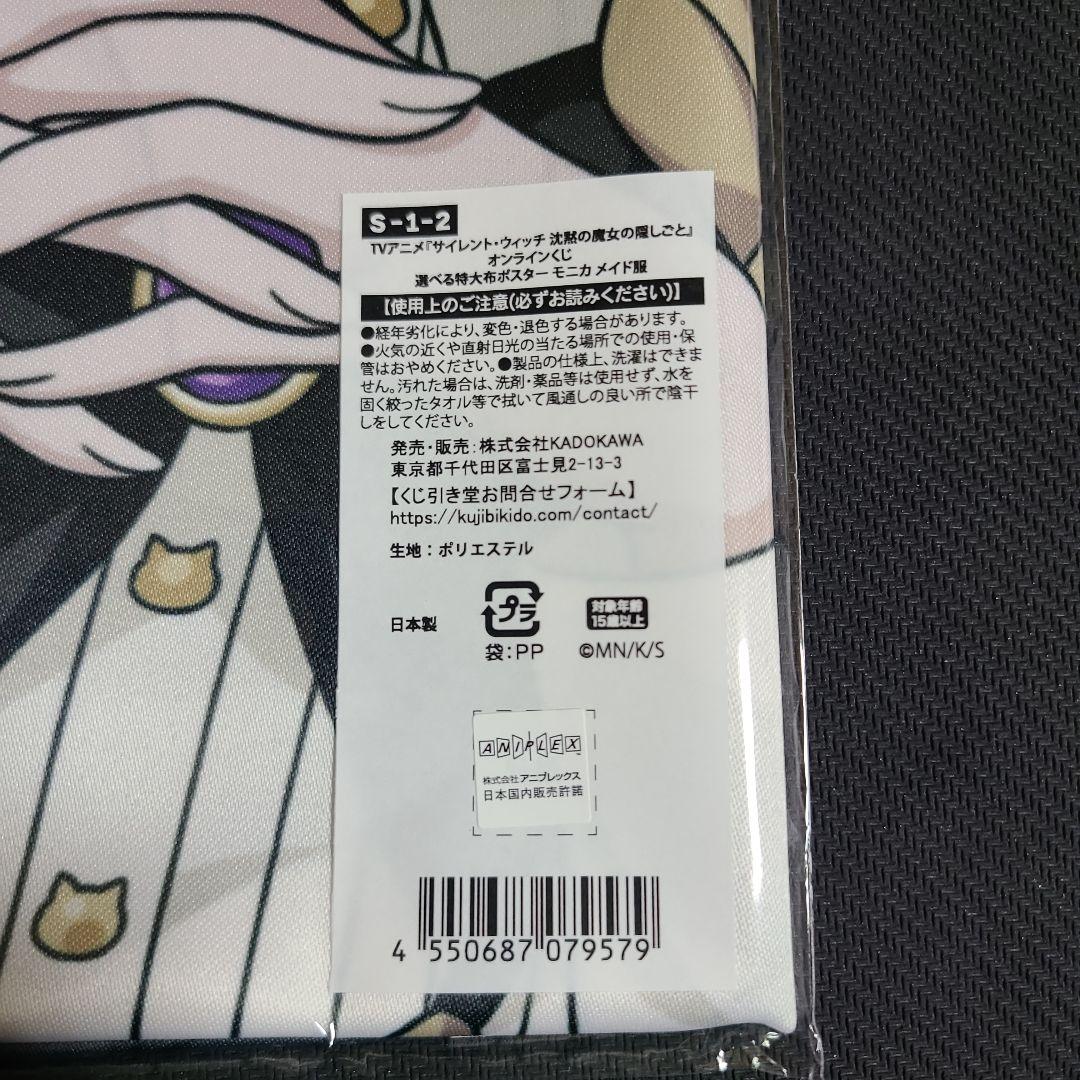 S-1-2
TVアニメ『サイレント・ウィッチ 沈黙の魔女の隠しごと』
オンラインくじ
選べる特大布ポスター モニカ メイド服
【使用上のご注意(必ずお読みください)】
●経年劣化により、変色・退色する場合があります。
●火気の近くや直射日光の当たる場所での使用・保
管はおやめください。●製品の仕様上、洗濯はできま
せん。汚れた場合は、洗剤・薬品等は使用せず、水を
固く絞ったタオル等で拭いて風通しの良い所で陰干
しをしてください。
発売・販売：株式会社KADOKAWA
東京都千代田区富士見2-13-3
【くじ引き堂お問合せフォーム】
https://kujibikido.com/contact/
生地：ポリエステル
日本製
プラ
袋：PP
対象年齢
15歳以上
©MN/K/S
ANIPLEX™
株式会社アニプレックス
日本国内販売許諾
4 550687 079579